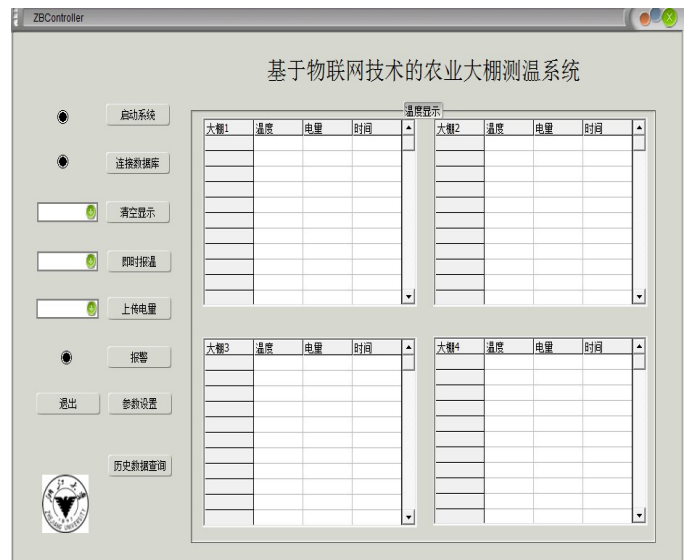 ZBController
基于物联网技术的农业大棚测温系统
启动系统
连接数据库
清空显示
即时报温
上传电量
报警
退出 参数设置
历史数据查询
温度显示
大棚1 温度 电量 时间
大棚2 温度 电量 时间
大棚3 温度 电量 时间
大棚4 温度 电量 时间
ZHEJIANG UNIVERSITY